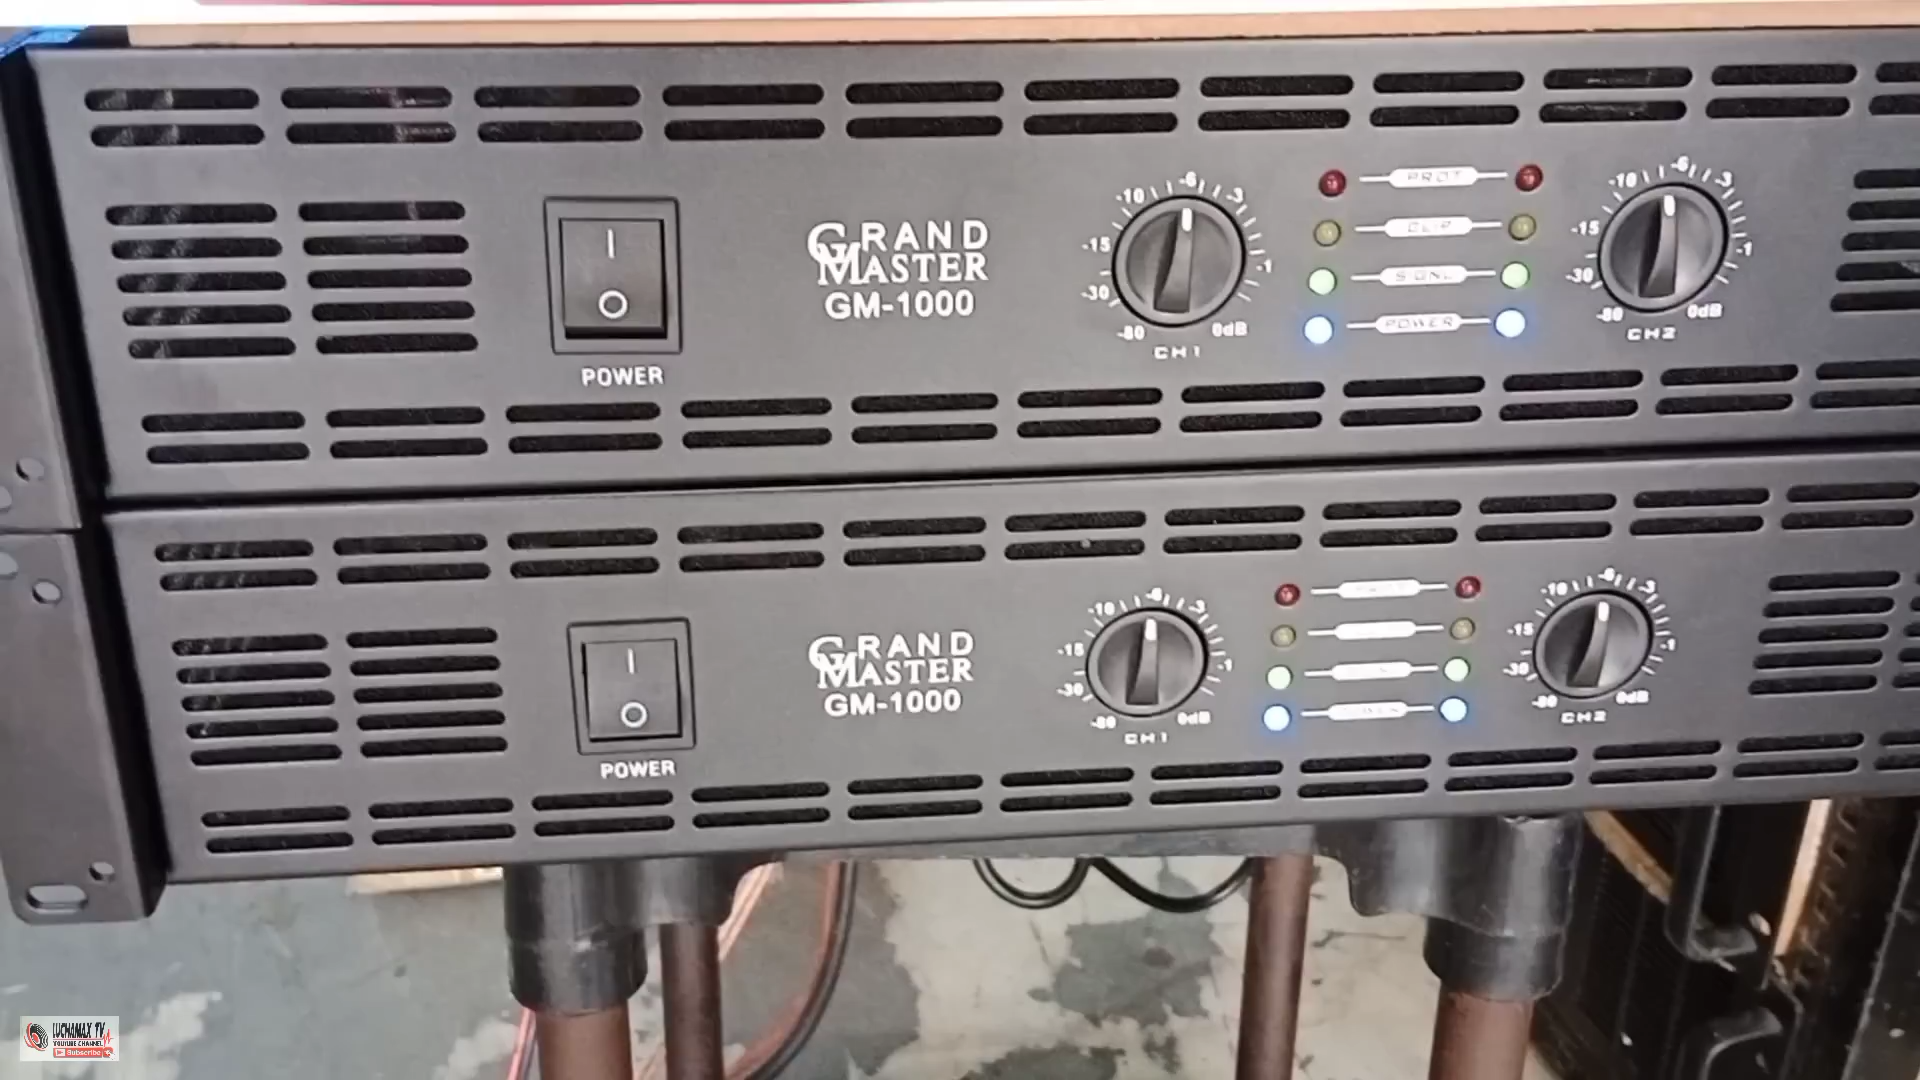 GRAND
MASTER
GM-1000
POWER
-80 -30 -15 -10 -6 -3 -1 0dB
CH1
PROT
CLIP
SIGNL
POWER
-80 -30 -15 -10 -6 -3 -1 0dB
CH2
GRAND
MASTER
GM-1000
POWER
-80 -30 -15 -10 -6 -3 -1 0dB
CH1
POWER
-80 -30 -15 -10 -6 -3 -1 0dB
CH2
LUCHAMAX TV
YOUTUBE CHANNEL
Subscribe